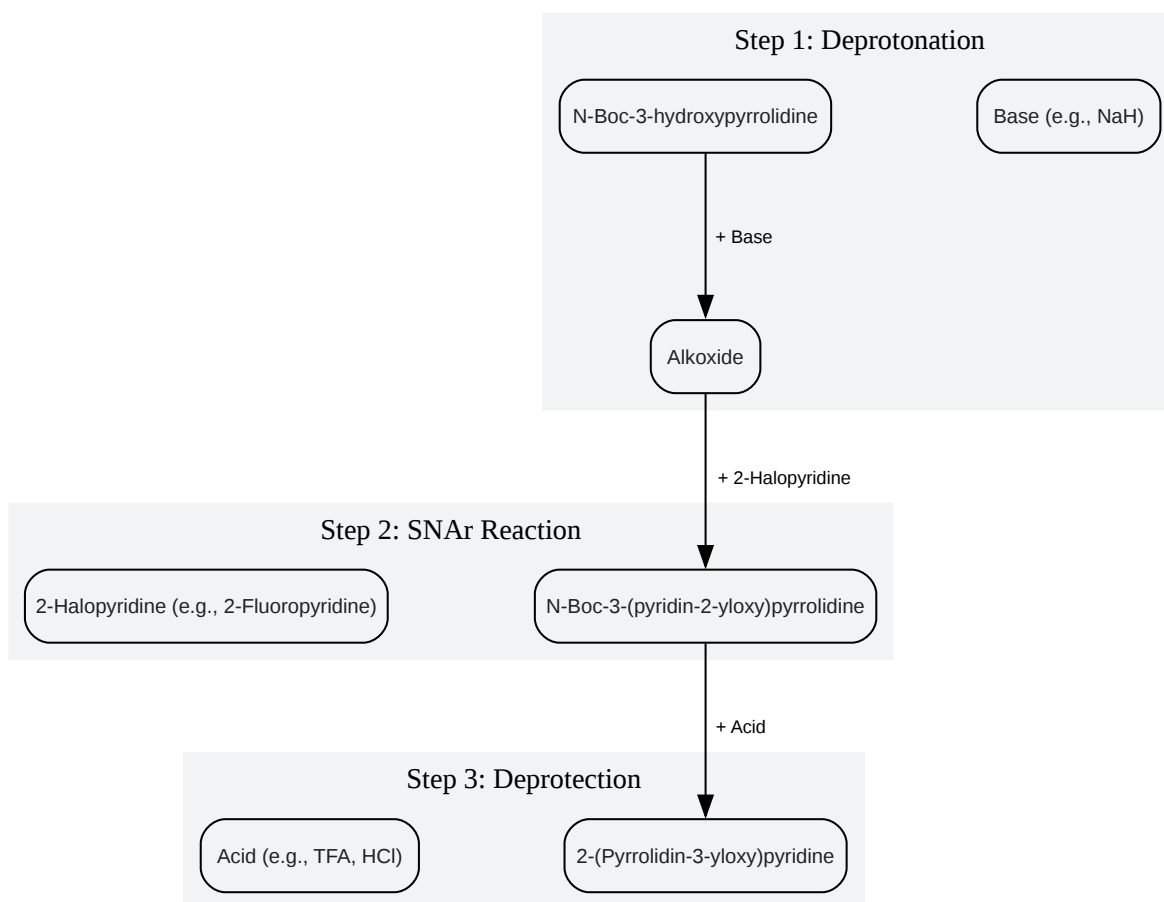 Step 1: Deprotonation
N-Boc-3-hydroxypyrrolidine
Base (e.g., NaH)
+ Base
Alkoxide
+ 2-Halopyridine
Step 2: SNAr Reaction
2-Halopyridine (e.g., 2-Fluoropyridine)
N-Boc-3-(pyridin-2-yloxy)pyrrolidine
+ Acid
Step 3: Deprotection
Acid (e.g., TFA, HCl)
2-(Pyrrolidin-3-yloxy)pyridine